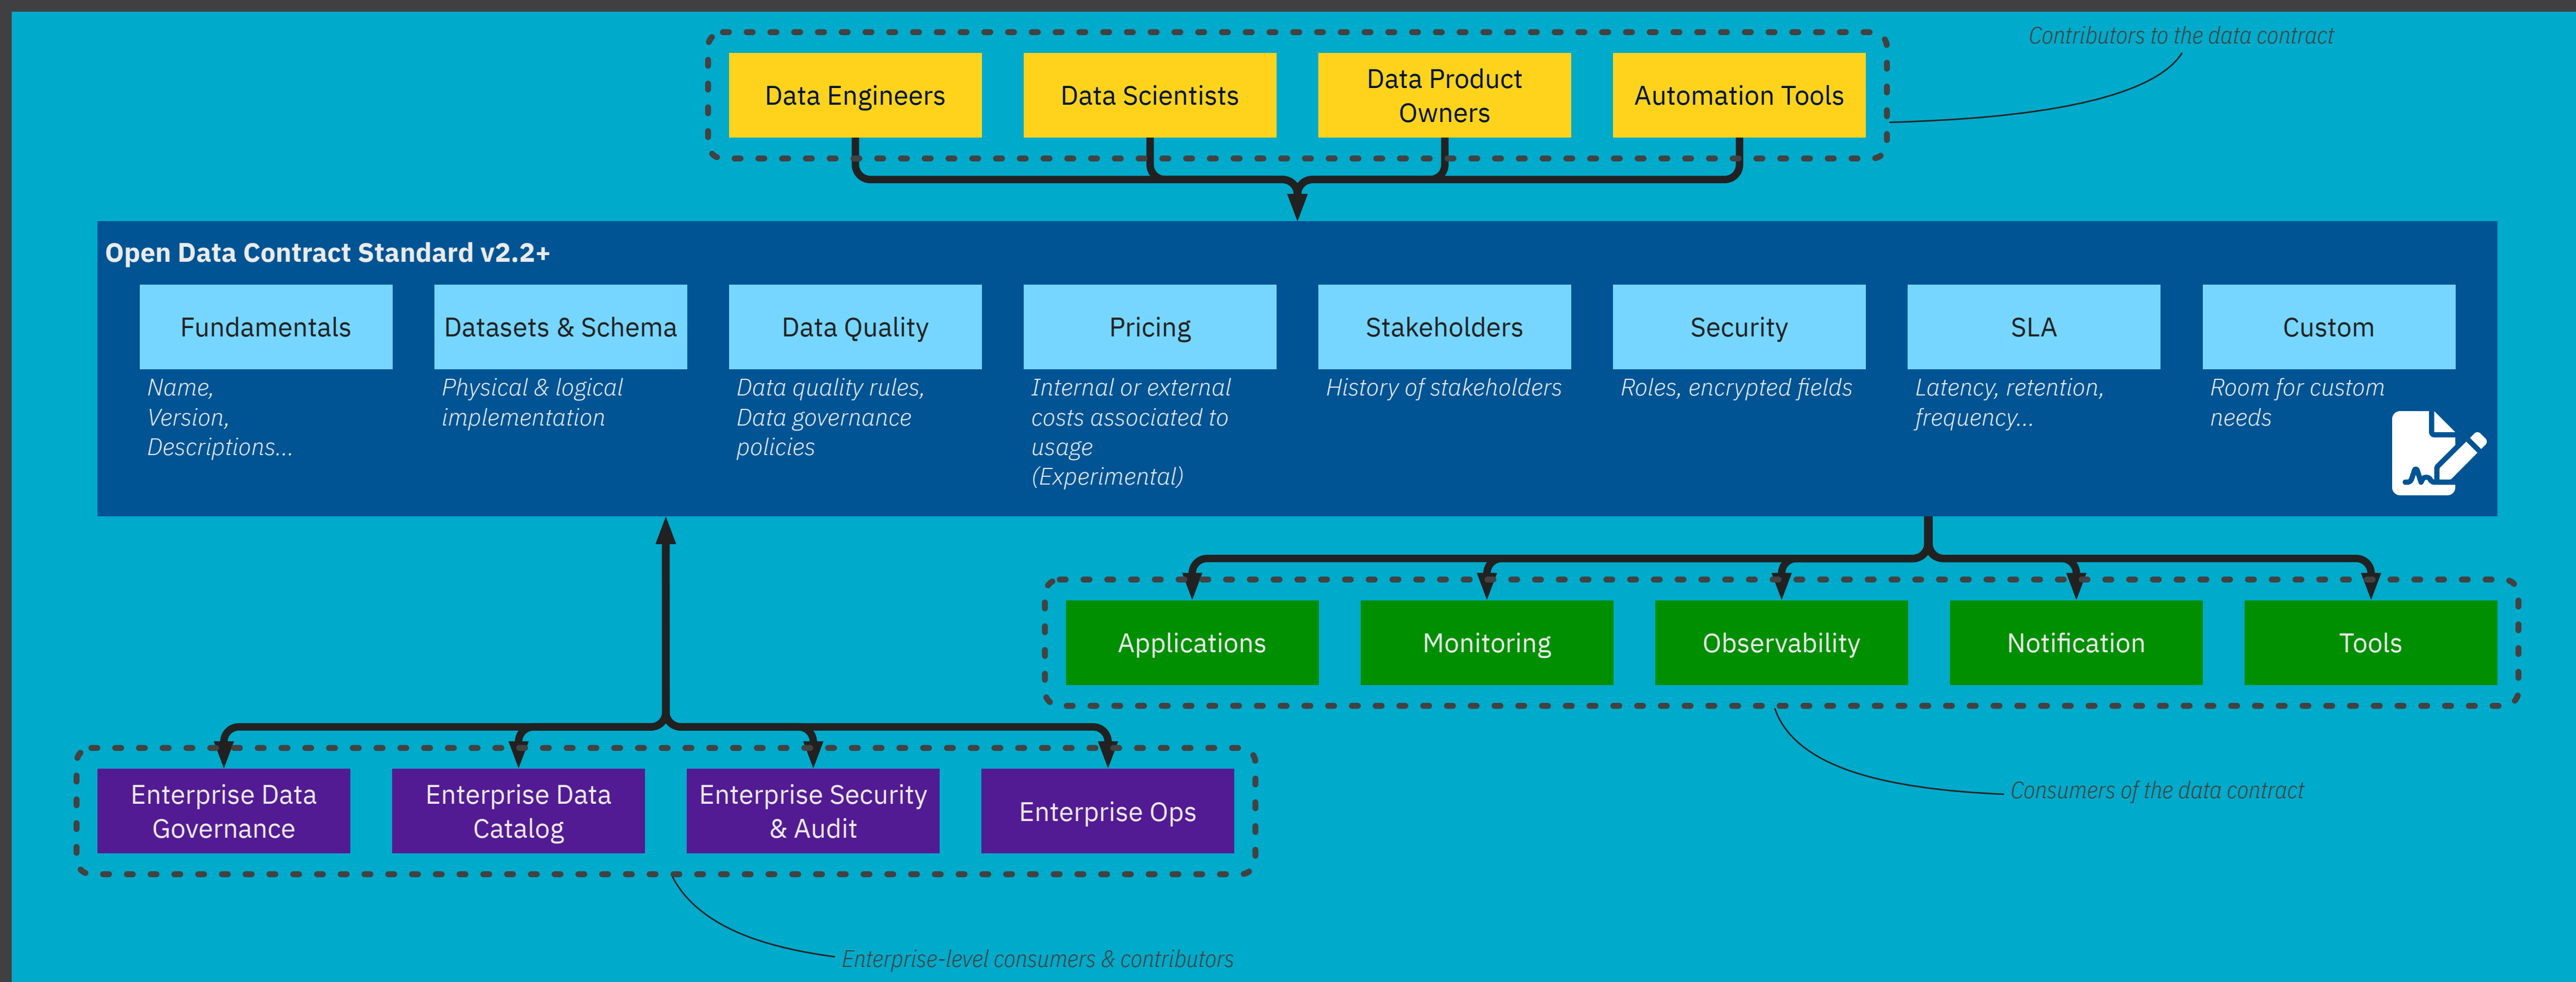 Contributors to the data contract
Data Engineers
Data Scientists
Data Product
Owners
Automation Tools
Open Data Contract Standard v2.2+
Fundamentals
Name,
Version,
Descriptions...
Datasets & Schema
Physical & logical
implementation
Data Quality
Data quality rules,
Data governance
policies
Pricing
Internal or external
costs associated to
usage
(Experimental)
Stakeholders
History of stakeholders
Security
Roles, encrypted fields
SLA
Latency, retention,
frequency...
Custom
Room for custom
needs
Applications
Monitoring
Observability
Notification
Tools
Consumers of the data contract
Enterprise Data
Governance
Enterprise Data
Catalog
Enterprise Security
& Audit
Enterprise Ops
Enterprise-level consumers & contributors